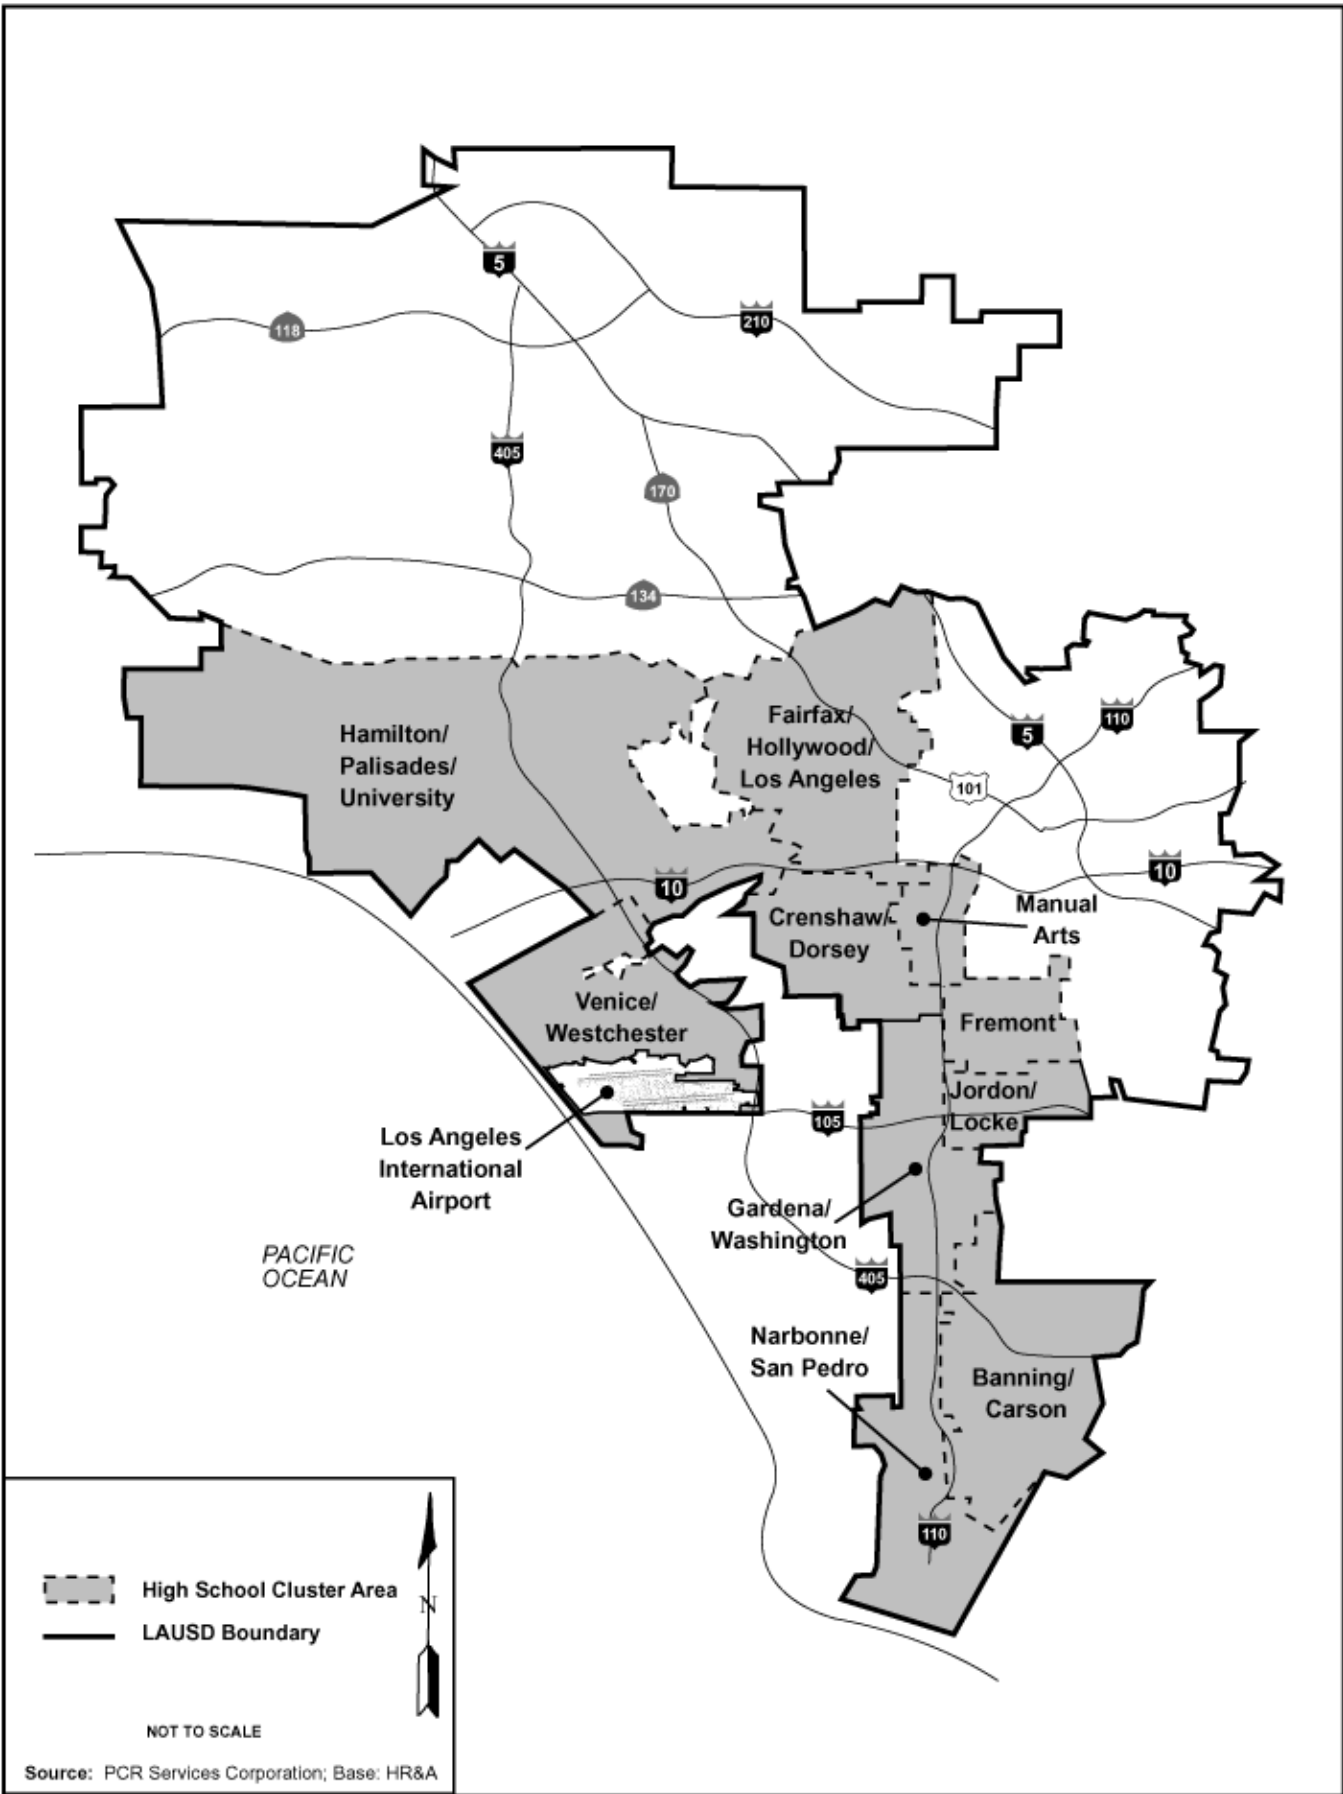 5
118
210
405
170
134
Hamilton/
Palisades/
University
Fairfax/
Hollywood/
Los Angeles
5
110
101
10
10
Crenshaw/
Dorsey
Manual
Arts
Venice/
Westchester
Fremont
Jordon/
Locke
105
Los Angeles
International
Airport
Gardena/
Washington
405
PACIFIC
OCEAN
Narbonne/
San Pedro
Banning/
Carson
110
High School Cluster Area
LAUSD Boundary
N
NOT TO SCALE
Source: PCR Services Corporation; Base: HR&A